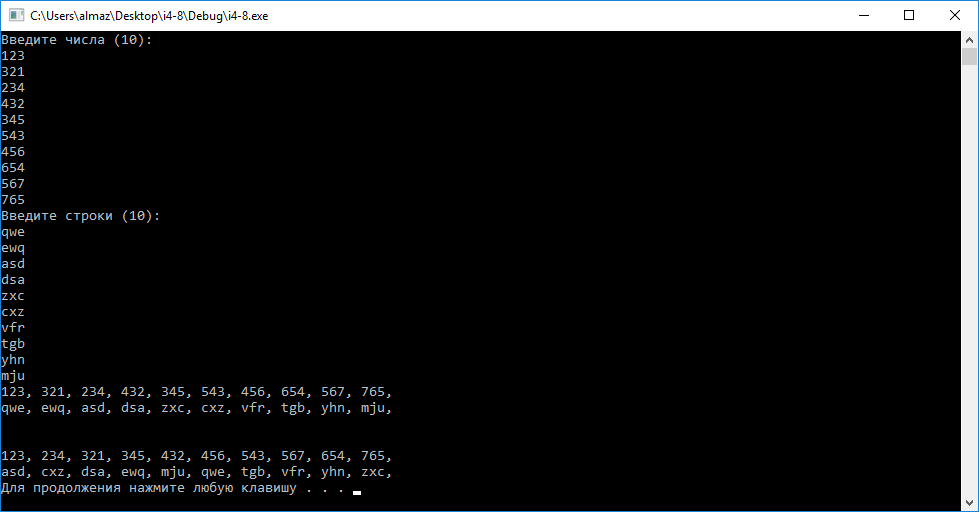 C:\Users\almaz\Desktop\i4-8\Debug\i4-8.exe
Введите числа (10):
123
321
234
432
345
543
456
654
567
765
Введите строки (10):
qwe
ewq
asd
dsa
zxc
cxz
vfr
tgb
yhn
mju
123, 321, 234, 432, 345, 543, 456, 654, 567, 765,
qwe, ewq, asd, dsa, zxc, cxz, vfr, tgb, yhn, mju,
123, 234, 321, 345, 432, 456, 543, 567, 654, 765,
asd, cxz, dsa, ewq, mju, qwe, tgb, vfr, yhn, zxc,
Для продолжения нажмите любую клавишу . . .